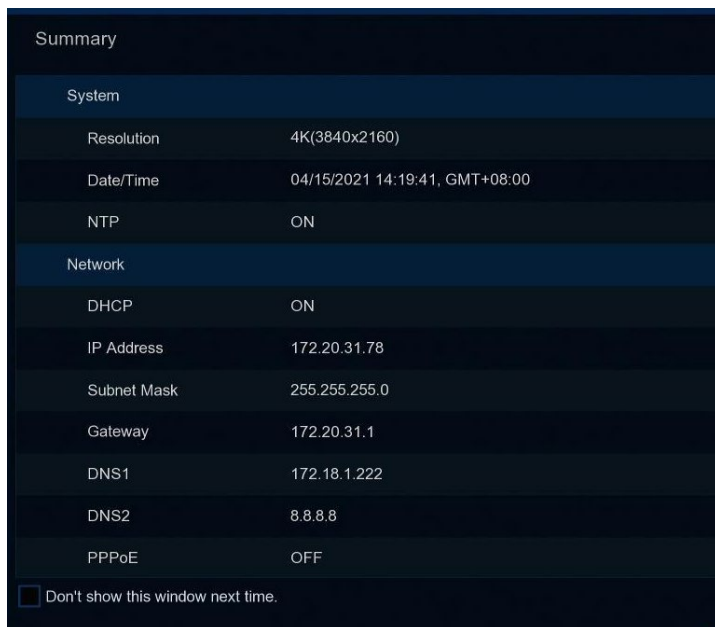 Summary
System
Resolution 4K(3840x2160)
Date/Time 04/15/2021 14:19:41, GMT+08:00
NTP ON
Network
DHCP ON
IP Address 172.20.31.78
Subnet Mask 255.255.255.0
Gateway 172.20.31.1
DNS1 172.18.1.222
DNS2 8.8.8.8
PPPoE OFF
Don't show this window next time.